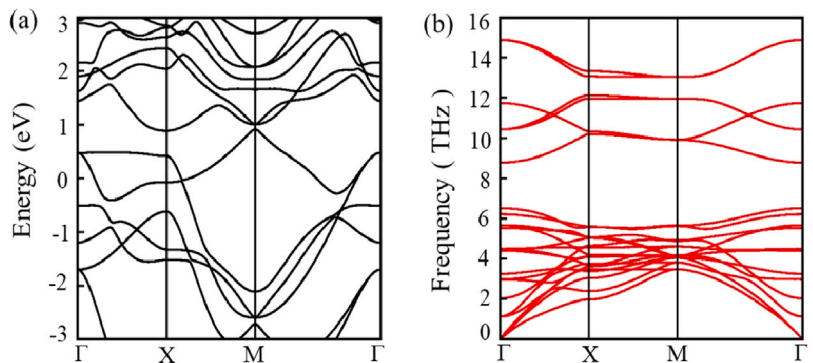 (a)
Energy (eV)
3
2
1
0
-1
-2
-3
Γ X M Γ
(b)
Frequency ( THz)
16
14
12
10
8
6
4
2
0
Γ X M Γ